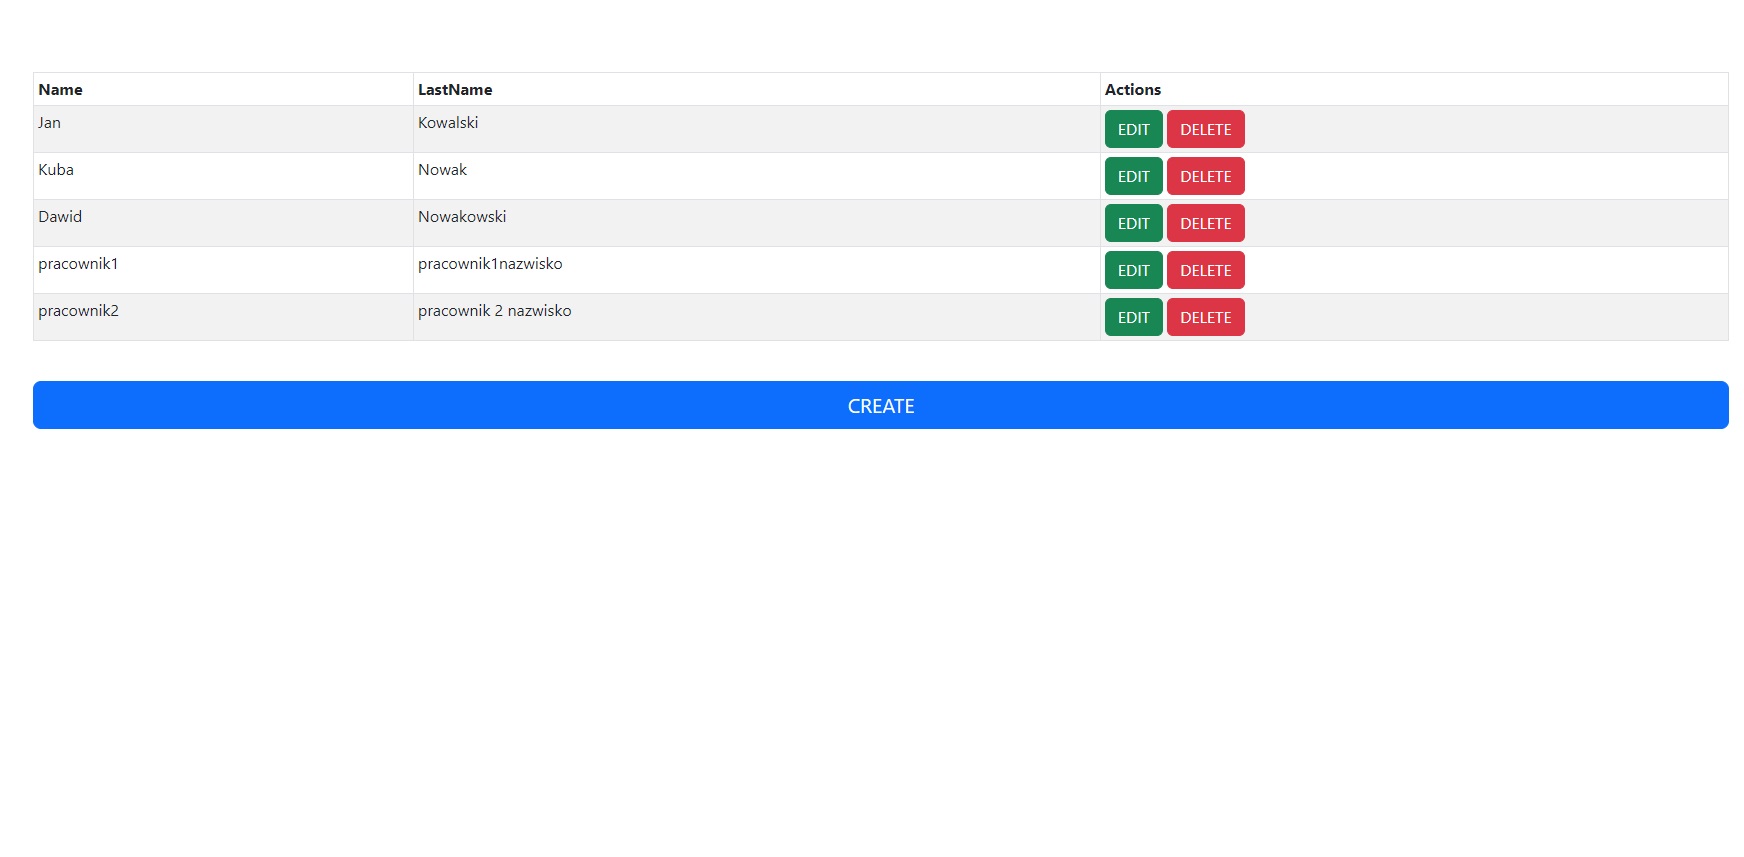 Name LastName Actions
Jan Kowalski EDIT DELETE
Kuba Nowak EDIT DELETE
Dawid Nowakowski EDIT DELETE
pracownik1 pracownik1nazwisko EDIT DELETE
pracownik2 pracownik 2 nazwisko EDIT DELETE
CREATE